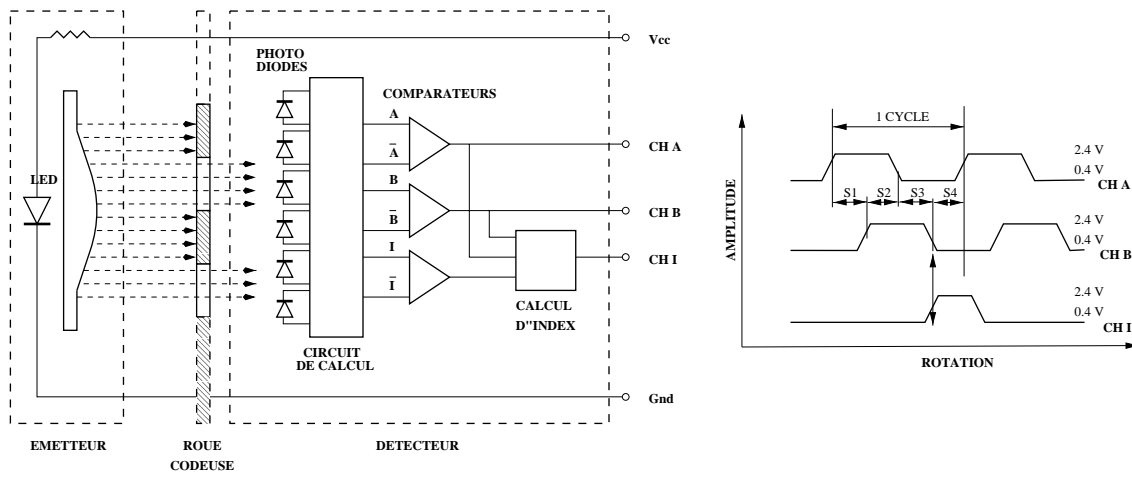 Vcc
PHOTO
DIODES
COMPARATEURS
A
A̅
B
B̅
I
I̅
LED
CH A
CH B
CH I
CALCUL
D"INDEX
CIRCUIT
DE CALCUL
Gnd
EMETTEUR
ROUE
CODEUSE
DETECTEUR
AMPLITUDE
1 CYCLE
2.4 V
0.4 V
CH A
S1 S2 S3 S4
2.4 V
0.4 V
CH B
2.4 V
0.4 V
CH I
ROTATION